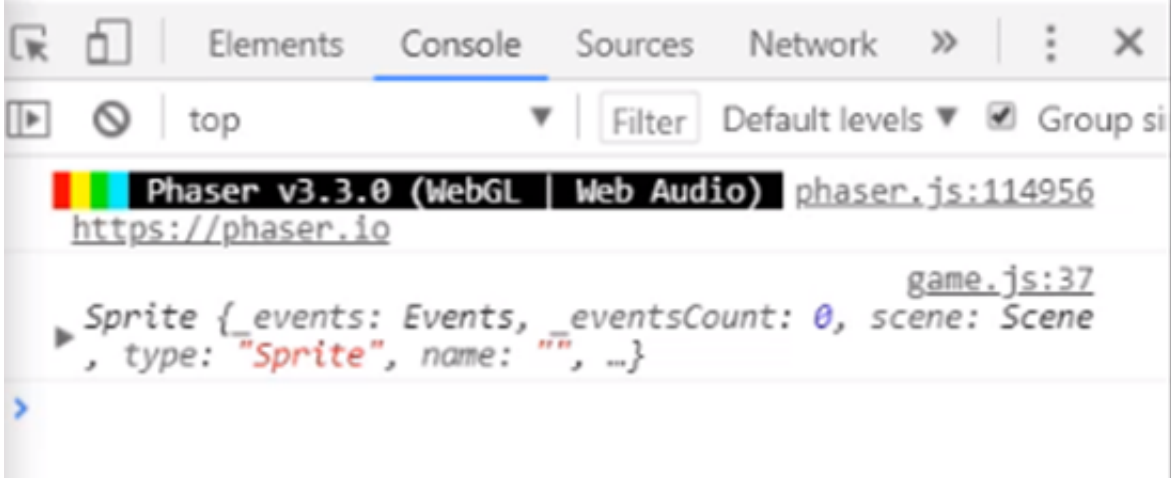 Elements Console Sources Network »
top Filter Default levels Group si
Phaser v3.3.0 (WebGL | Web Audio) phaser.js:114956
https://phaser.io
game.js:37
Sprite {_events: Events, _eventsCount: 0, scene: Scene
, type: "Sprite", name: "", …}